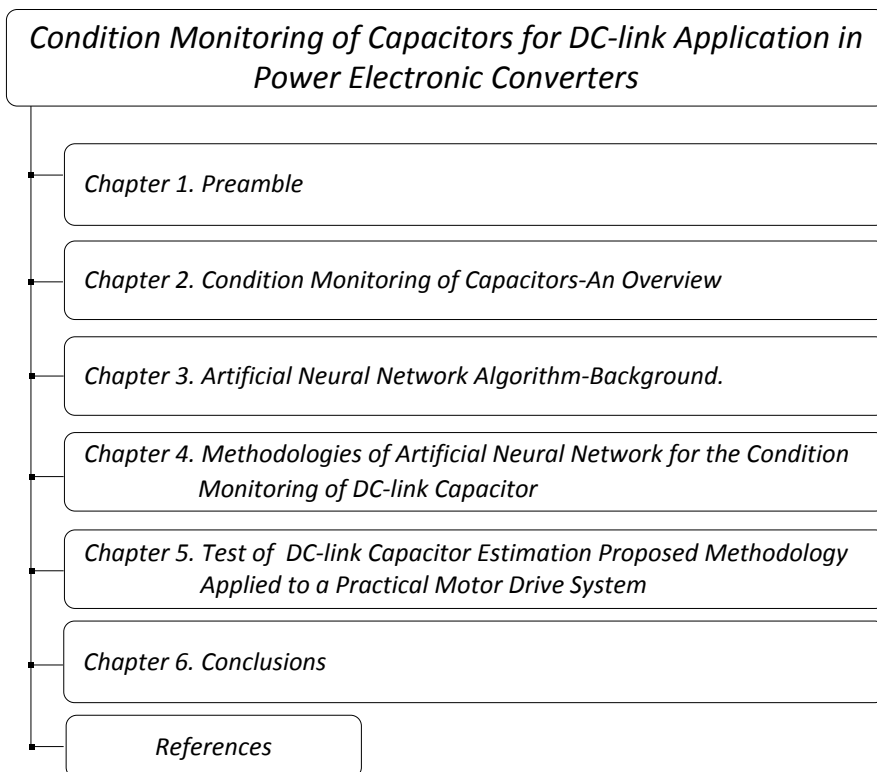 Condition Monitoring of Capacitors for DC-link Application in
Power Electronic Converters
Chapter 1. Preamble
Chapter 2. Condition Monitoring of Capacitors-An Overview
Chapter 3. Artificial Neural Network Algorithm-Background.
Chapter 4. Methodologies of Artificial Neural Network for the Condition
Monitoring of DC-link Capacitor
Chapter 5. Test of DC-link Capacitor Estimation Proposed Methodology
Applied to a Practical Motor Drive System
Chapter 6. Conclusions
References